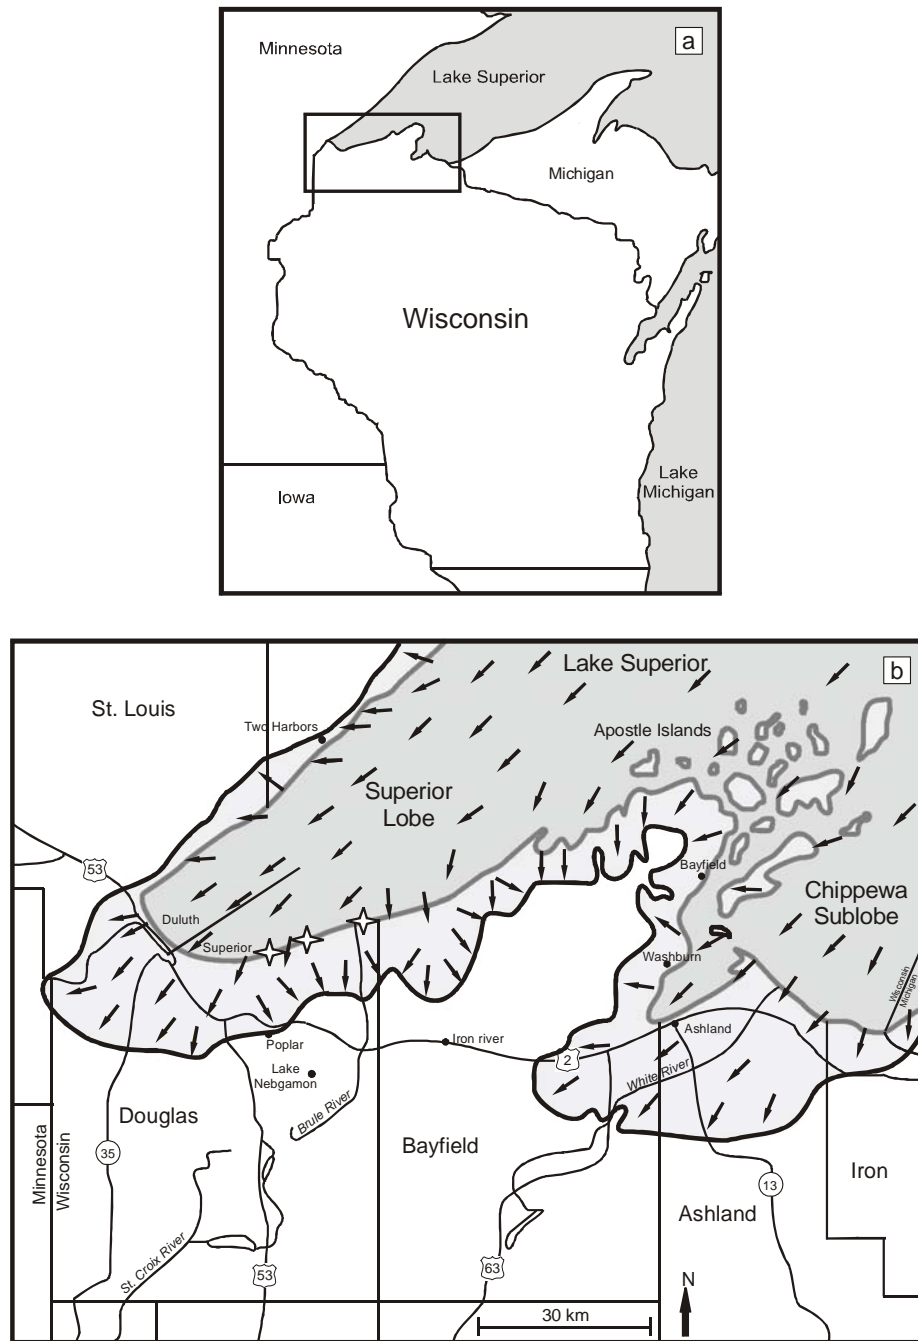 Minnesota
a
Lake Superior
Michigan
Wisconsin
Iowa
Lake
Michigan
b
Lake Superior
St. Louis
Two Harbors
Apostle Islands
Superior
Lobe
53
Bayfield
Chippewa
Sublobe
Duluth
Superior
Washburn
Wisconsin
Michigan
Ashland
Poplar
Iron river
2
White River
Lake
Nebgamon
Brule River
Douglas
Bayfield
Minnesota
Wisconsin
35
Iron
13
Ashland
St. Croix River
53
63
N
30 km